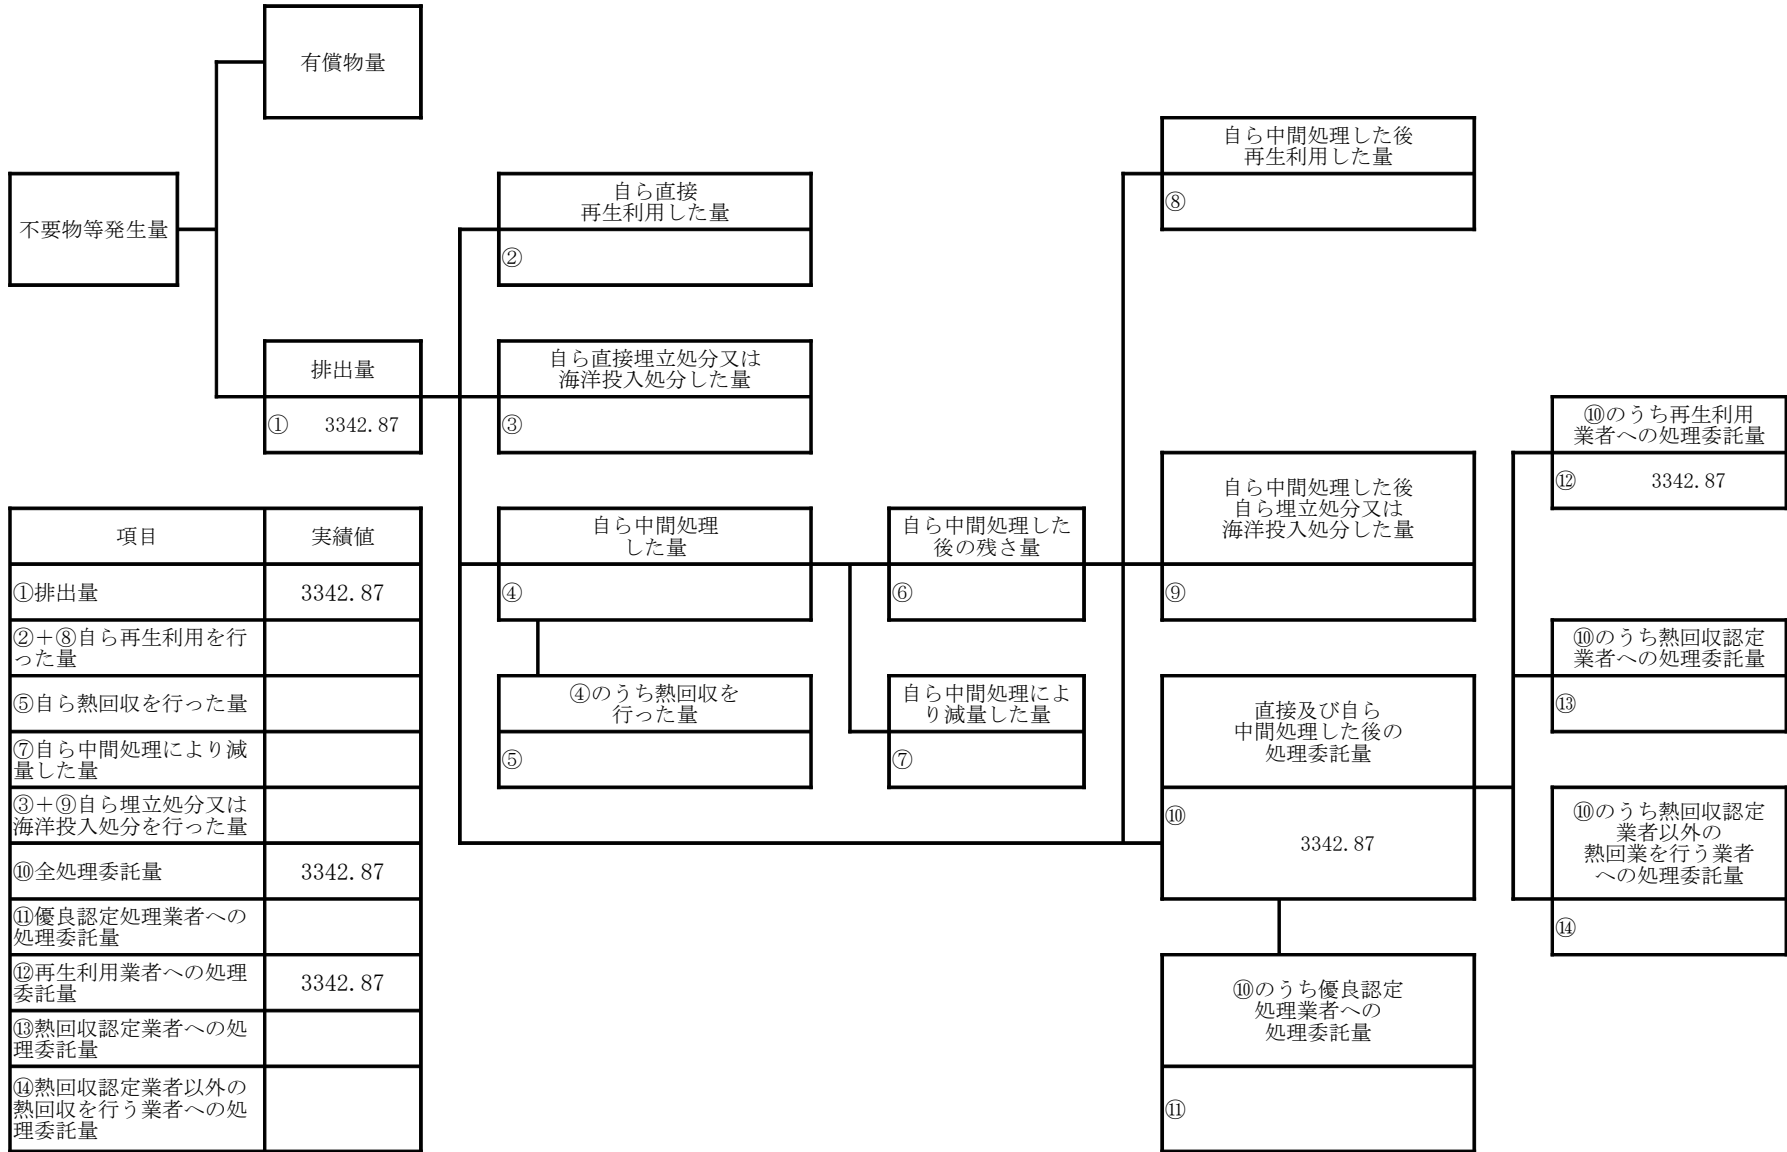 有償物量
不要物等発生量
排出量
① 3342.87
自ら直接
再生利用した量
②
自ら直接埋立処分又は
海洋投入処分した量
③
自ら中間処理
した量
④
④のうち熱回収を
行った量
⑤
自ら中間処理した
後の残さ量
⑥
自ら中間処理によ
り減量した量
⑦
自ら中間処理した後
再生利用した量
⑧
自ら中間処理した後
自ら埋立処分又は
海洋投入処分した量
⑨
直接及び自ら
中間処理した後の
処理委託量
⑩
3342.87
⑩のうち優良認定
処理業者への
処理委託量
⑪
⑩のうち再生利用
業者への処理委託量
⑫ 3342.87
⑩のうち熱回収認定
業者への処理委託量
⑬
⑩のうち熱回収認定
業者以外の
熱回業を行う業者
への処理委託量
⑭
項目 実績値
①排出量 3342.87
②+⑧自ら再生利用を行
った量
⑤自ら熱回収を行った量
⑦自ら中間処理により減
量した量
③+⑨自ら埋立処分又は
海洋投入処分を行った量
⑩全処理委託量 3342.87
⑪優良認定処理業者への
処理委託量
⑫再生利用業者への処理
委託量 3342.87
⑬熱回収認定業者への処
理委託量
⑭熱回収認定業者以外の
熱回収を行う業者への処
理委託量